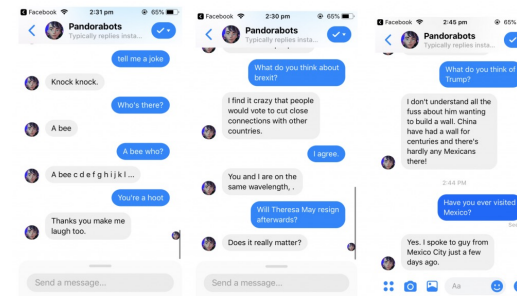 Facebook 2:31 pm 65%
Pandorabots
Typically replies insta...
tell me a joke
Knock knock.
Who's there?
A bee
A bee who?
A bee c d e f g h i j k l ...
You're a hoot
Thanks you make
me laugh too.
Send a message...
Facebook 2:30 pm 65%
Pandorabots
Typically replies insta...
What do you think about
brexit?
I find it crazy that people
would vote to cut close
connections with other
countries.
I agree.
You and I are on the
same wavelength, .
Will Theresa May resign
afterwards?
Does it really matter?
Send a message...
Facebook 2:45 pm 65%
Pandorabots
Typically replies insta...
What do you think of
Trump?
I don't understand all the
fuss about him wanting
to build a wall. China
have had a wall for
centuries and there's
hardly any Mexicans
there!
2:44 PM
Have you ever visited
Mexico?
Yes. I spoke to guy from
Mexico City just a few
days ago.
Aa